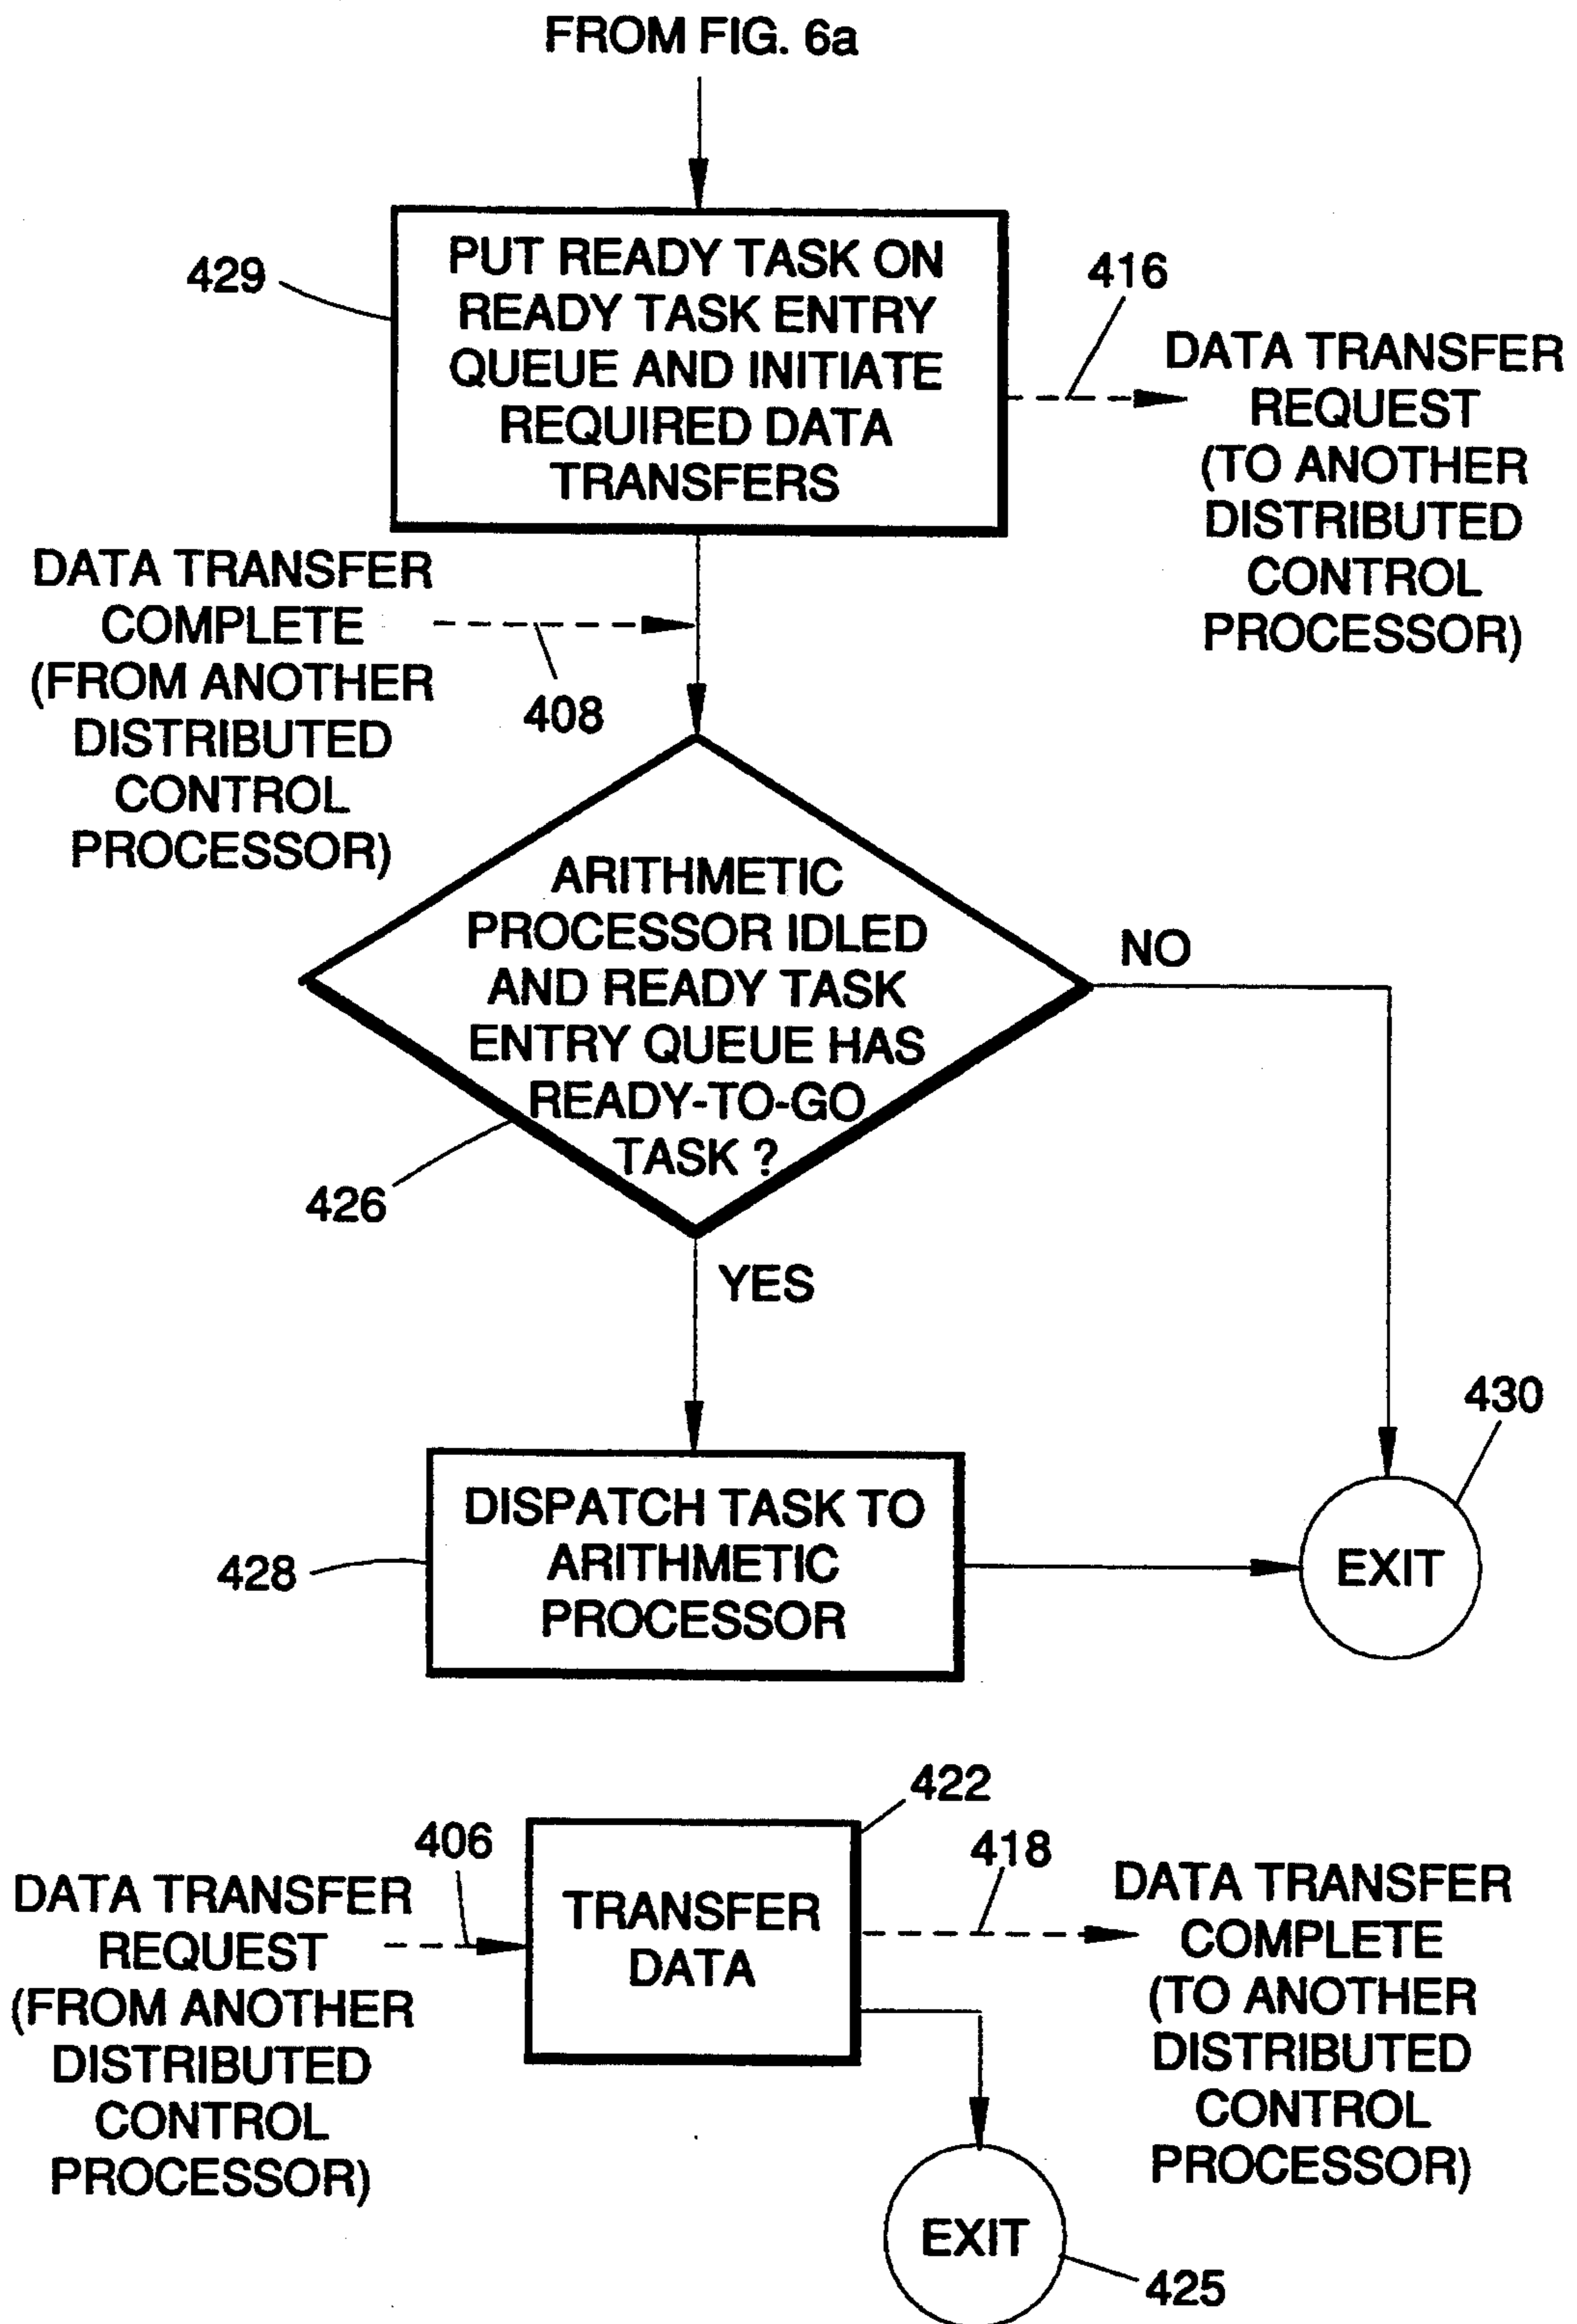 FROM FIG. 6a
429
PUT READY TASK ON
READY TASK ENTRY
QUEUE AND INITIATE
REQUIRED DATA
TRANSFERS
416
DATA TRANSFER
REQUEST
(TO ANOTHER
DISTRIBUTED
CONTROL
PROCESSOR)
DATA TRANSFER
COMPLETE
(FROM ANOTHER
DISTRIBUTED
CONTROL
PROCESSOR)
408
ARITHMETIC
PROCESSOR IDLED
AND READY TASK
ENTRY QUEUE HAS
READY-TO-GO
TASK ?
NO
426
YES
430
DISPATCH TASK TO
ARITHMETIC
PROCESSOR
428
EXIT
422
406
418
DATA TRANSFER
REQUEST
(FROM ANOTHER
DISTRIBUTED
CONTROL
PROCESSOR)
TRANSFER
DATA
DATA TRANSFER
COMPLETE
(TO ANOTHER
DISTRIBUTED
CONTROL
PROCESSOR)
EXIT
425